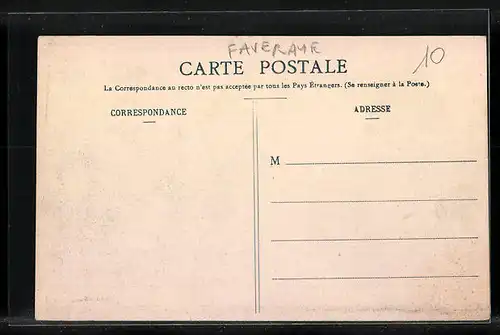 FAVERAYE
10
CARTE POSTALE
La Correspondance au recto n'est pas acceptée par tous les Pays Étrangers. (Se renseigner à la Poste.)
CORRESPONDANCE
ADRESSE
M